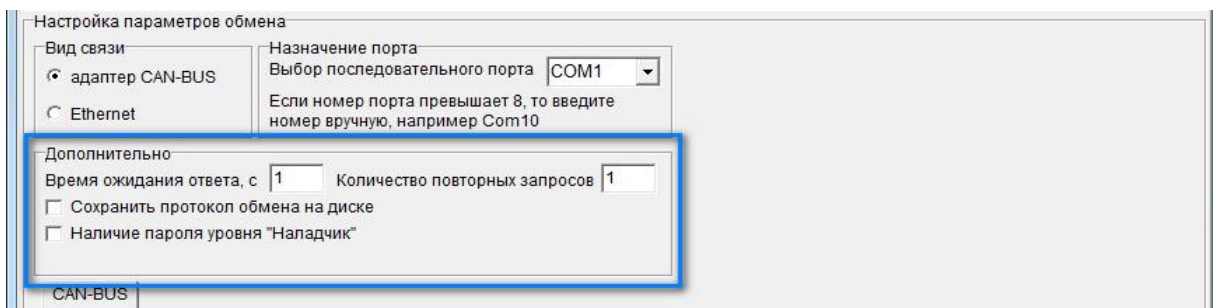 Настройка параметров обмена
Вид связи
адаптер CAN-BUS
Ethernet
Назначение порта
Выбор последовательного порта COM1
Если номер порта превышает 8, то введите
номер вручную, например Com10
Дополнительно
Время ожидания ответа, с 1 Количество повторных запросов 1
Сохранить протокол обмена на диске
Наличие пароля уровня "Наладчик"
CAN-BUS